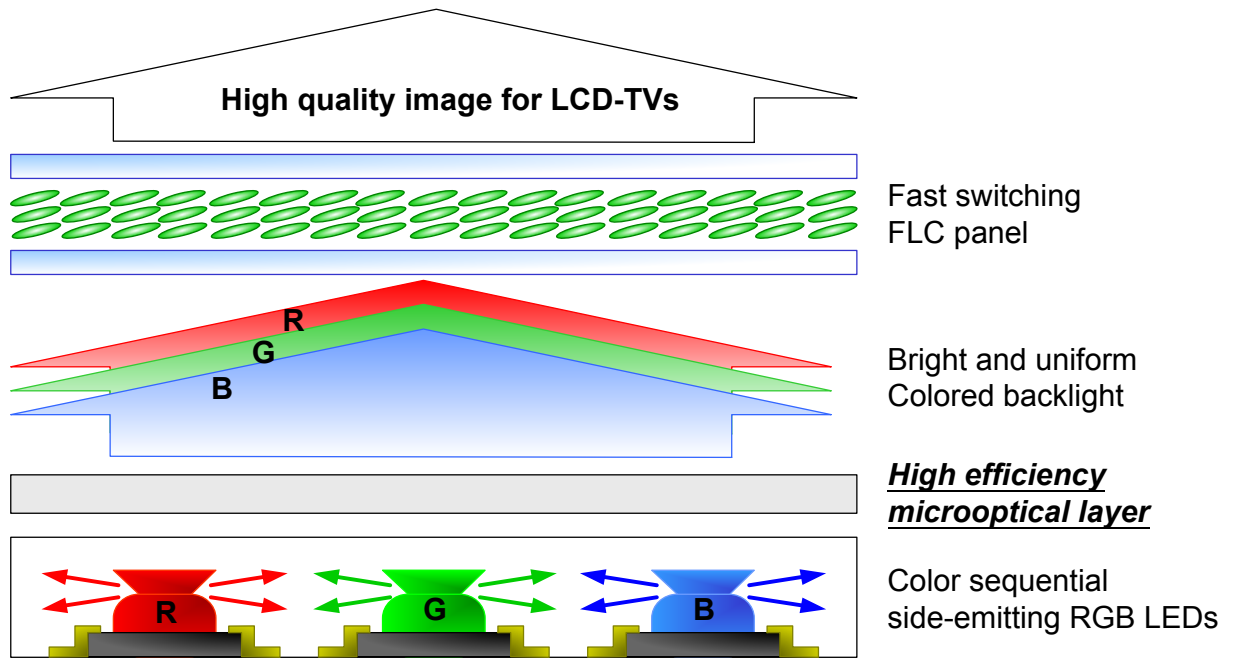 High quality image for LCD-TVs
Fast switching
FLC panel
R
G
B
Bright and uniform
Colored backlight
High efficiency
microoptical layer
R
G
B
Color sequential
side-emitting RGB LEDs